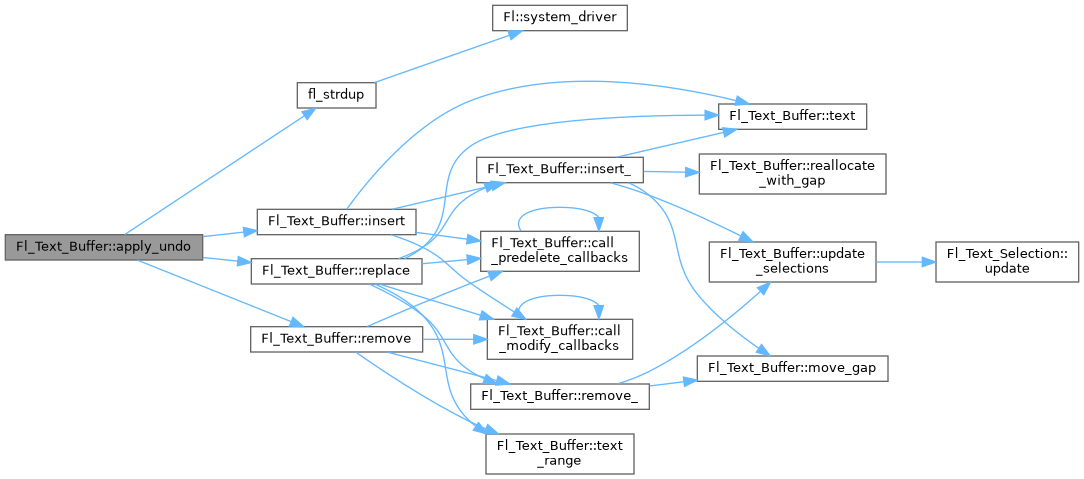 Fl::system_driver
fl_strdup
Fl_Text_Buffer::text
Fl_Text_Buffer::insert_
Fl_Text_Buffer::reallocate
_with_gap
Fl_Text_Buffer::insert
Fl_Text_Buffer::apply_undo
Fl_Text_Buffer::call
_predelete_callbacks
Fl_Text_Buffer::update
_selections
Fl_Text_Selection::
update
Fl_Text_Buffer::replace
Fl_Text_Buffer::remove
Fl_Text_Buffer::call
_modify_callbacks
Fl_Text_Buffer::move_gap
Fl_Text_Buffer::remove_
Fl_Text_Buffer::text
_range